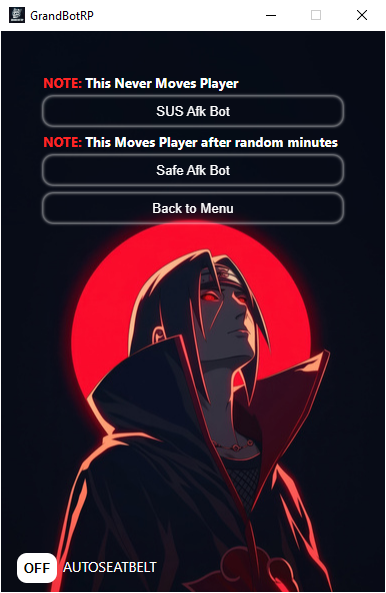 GrandBotRP
NOTE: This Never Moves Player
SUS Afk Bot
NOTE: This Moves Player after random minutes
Safe Afk Bot
Back to Menu
OFF AUTOSEATBELT